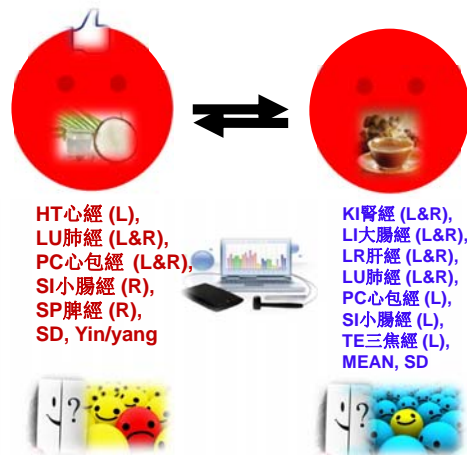 HT心經 (L),
LU肺經 (L&R),
PC心包經 (L&R),
SI小腸經 (R),
SP脾經 (R),
SD, Yin/yang
KI腎經 (L&R),
LI大腸經 (L&R),
LR肝經 (L&R),
LU肺經 (L&R),
PC心包經 (L),
SI小腸經 (L),
TE三焦經 (L),
MEAN, SD
?
?